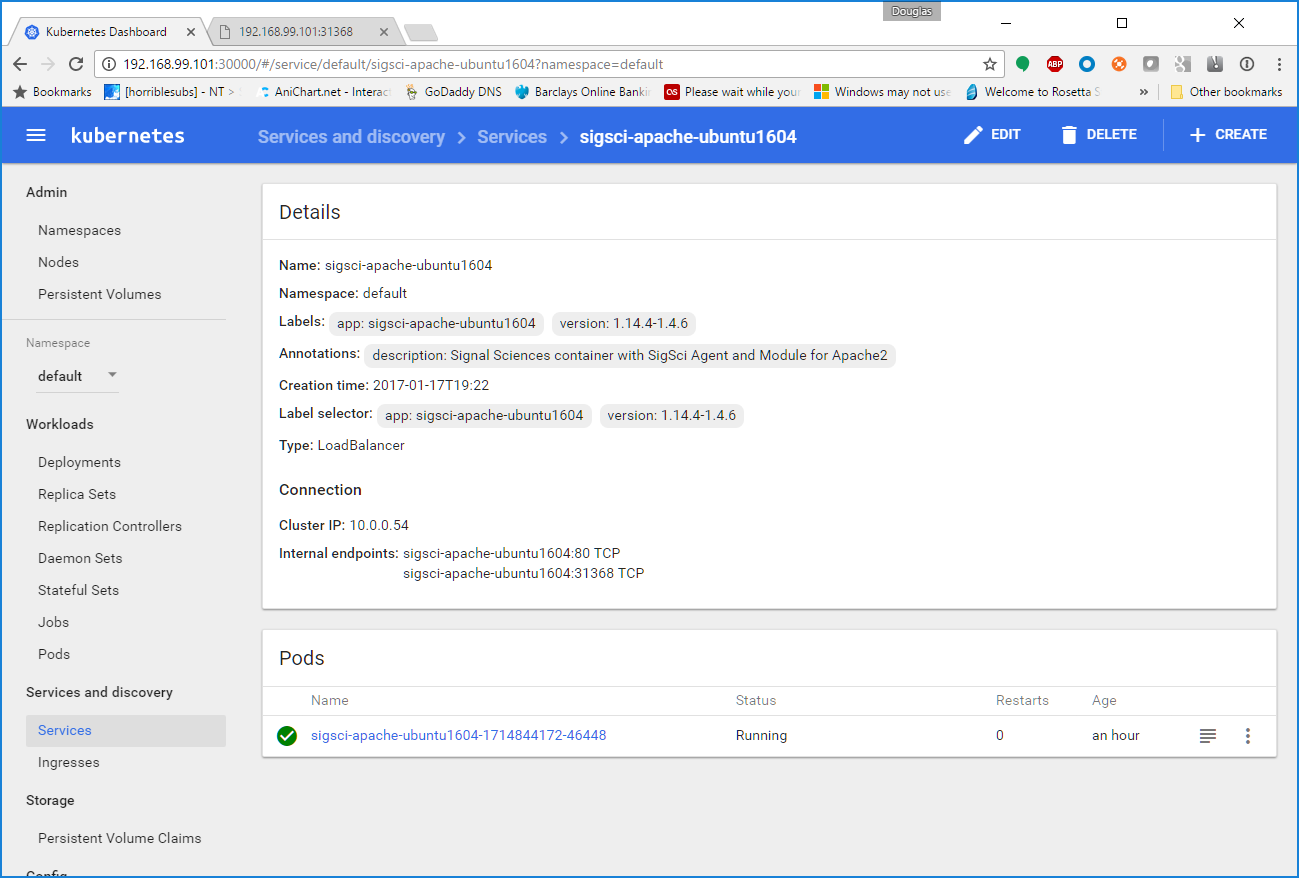 Douglas
Kubernetes Dashboard
192.168.99.101:31368
192.168.99.101:30000/#/service/default/sigsci-apache-ubuntu1604?namespace=default
ABP
Bookmarks [horriblesubs] - NT > AniChart.net - Interac GoDaddy DNS Barclays Online Bankin OS Please wait while your Windows may not use Welcome to Rosetta S » Other bookmarks
kubernetes Services and discovery > Services > sigsci-apache-ubuntu1604 EDIT DELETE CREATE
Admin
Namespaces
Nodes
Persistent Volumes
Namespace
default
Workloads
Deployments
Replica Sets
Replication Controllers
Daemon Sets
Stateful Sets
Jobs
Pods
Services and discovery
Services
Ingresses
Storage
Persistent Volume Claims
Config
Details
Name: sigsci-apache-ubuntu1604
Namespace: default
Labels: app: sigsci-apache-ubuntu1604 version: 1.14.4-1.4.6
Annotations: description: Signal Sciences container with SigSci Agent and Module for Apache2
Creation time: 2017-01-17T19:22
Label selector: app: sigsci-apache-ubuntu1604 version: 1.14.4-1.4.6
Type: LoadBalancer
Connection
Cluster IP: 10.0.0.54
Internal endpoints: sigsci-apache-ubuntu1604:80 TCP
sigsci-apache-ubuntu1604:31368 TCP
Pods
Name Status Restarts Age
sigsci-apache-ubuntu1604-1714844172-46448 Running 0 an hour